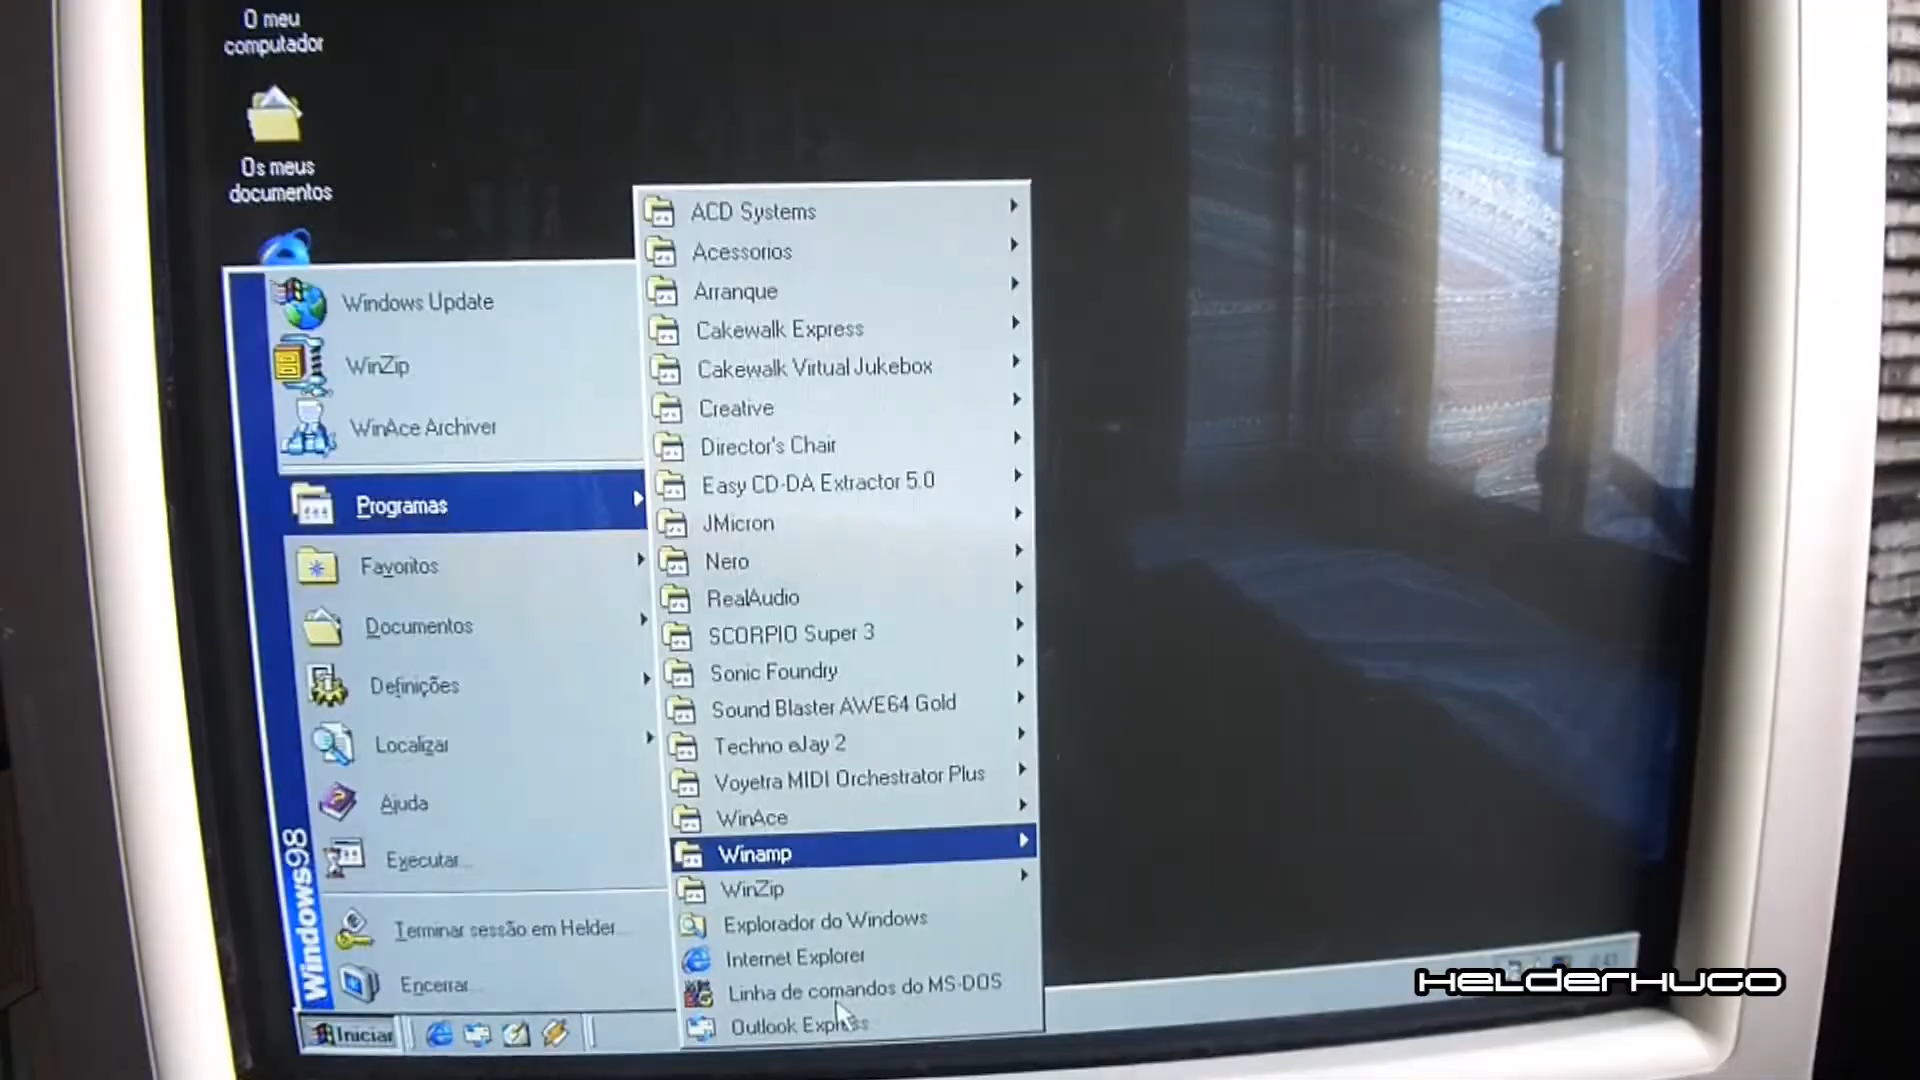 O meu
computador
Os meus
documentos
Windows Update
WinZip
WinAce Archiver
Programas
Favoritos
Documentos
Definições
Localizar
Ajuda
Executar...
Terminar sessão em Helder...
Encerrar...
Windows98
Iniciar
ACD Systems
Acessorios
Arranque
Cakewalk Express
Cakewalk Virtual Jukebox
Creative
Director's Chair
Easy CD-DA Extractor 5.0
JMicron
Nero
RealAudio
SCORPIO Super 3
Sonic Foundry
Sound Blaster AWE64 Gold
Techno eJay 2
Voyetra MIDI Orchestrator Plus
WinAce
Winamp
WinZip
Explorador do Windows
Internet Explorer
Linha de comandos do MS-DOS
Outlook Express
HELDERHUGO